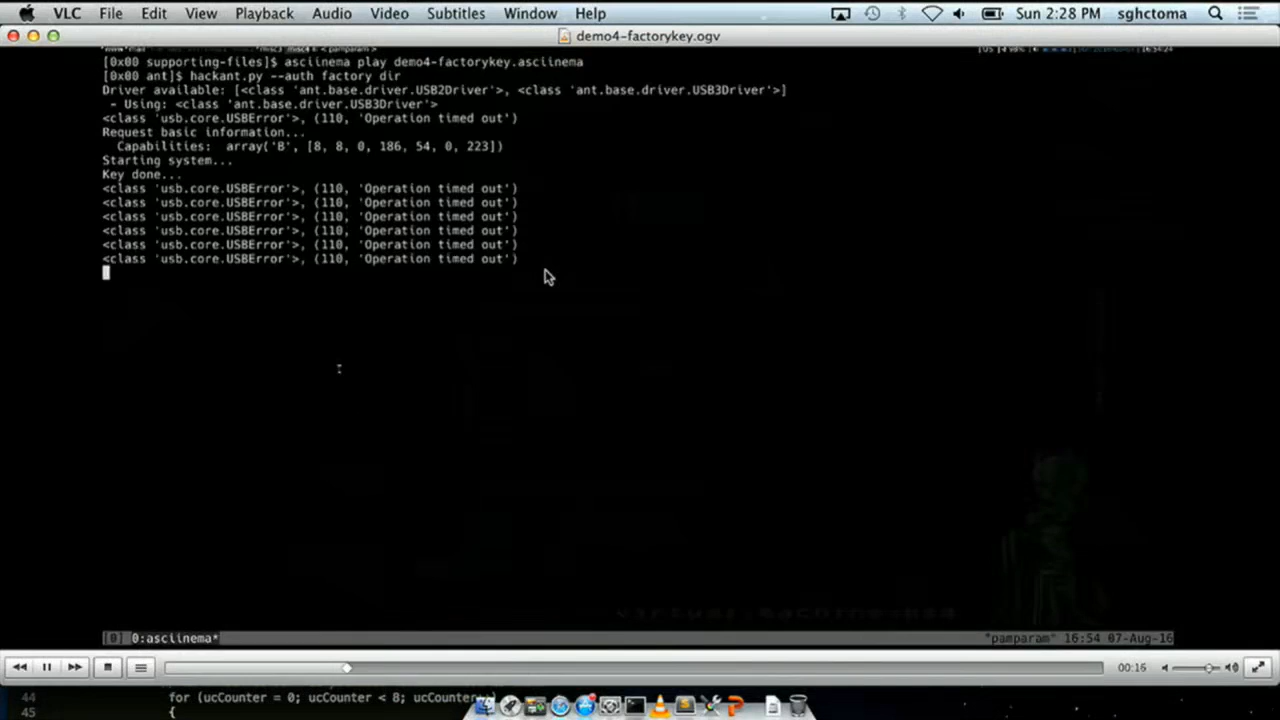 VLC File Edit View Playback Audio Video Subtitles Window Help Sun 2:28 PM sghctoma
demo4-factorykey.ogv
[0x00 supporting-files]$ asciinema play demo4-factorykey.asciinema
[0x00 ant]$ hackant.py --auth factory dir
Driver available: [<class 'ant.base.driver.USB2Driver'>, <class 'ant.base.driver.USB3Driver'>]
- Using: <class 'ant.base.driver.USB3Driver'>
<class 'usb.core.USBError'>, (110, 'Operation timed out')
Request basic information...
Capabilities: array('B', [8, 8, 0, 186, 54, 0, 223])
Starting system...
Key done...
<class 'usb.core.USBError'>, (110, 'Operation timed out')
<class 'usb.core.USBError'>, (110, 'Operation timed out')
<class 'usb.core.USBError'>, (110, 'Operation timed out')
<class 'usb.core.USBError'>, (110, 'Operation timed out')
<class 'usb.core.USBError'>, (110, 'Operation timed out')
<class 'usb.core.USBError'>, (110, 'Operation timed out')
[0] 0:asciinema* "pamparam" 16:54 07-Aug-16
00:16
44 for (ucCounter = 0; ucCounter < 8; ucCounter++)
45 {